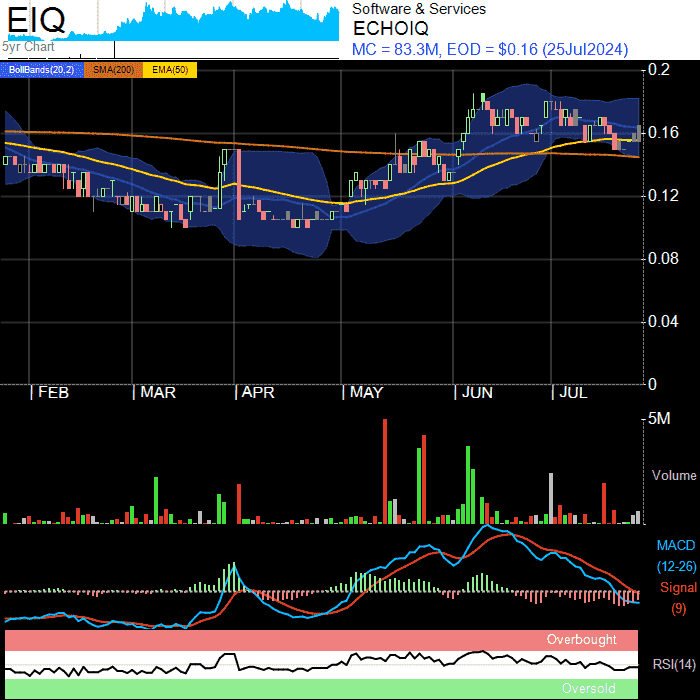 EIQ
5yr Chart
Software & Services
ECHOIQ
MC = 83.3M, EOD = $0.16 (25Jul2024)
BollBands(20,2) SMA(200) EMA(50)
0.2
0.16
0.12
0.08
0.04
0
FEB MAR APR MAY JUN JUL
5M
Volume
MACD
(12-26)
Signal
(9)
Overbought
RSI(14)
Oversold